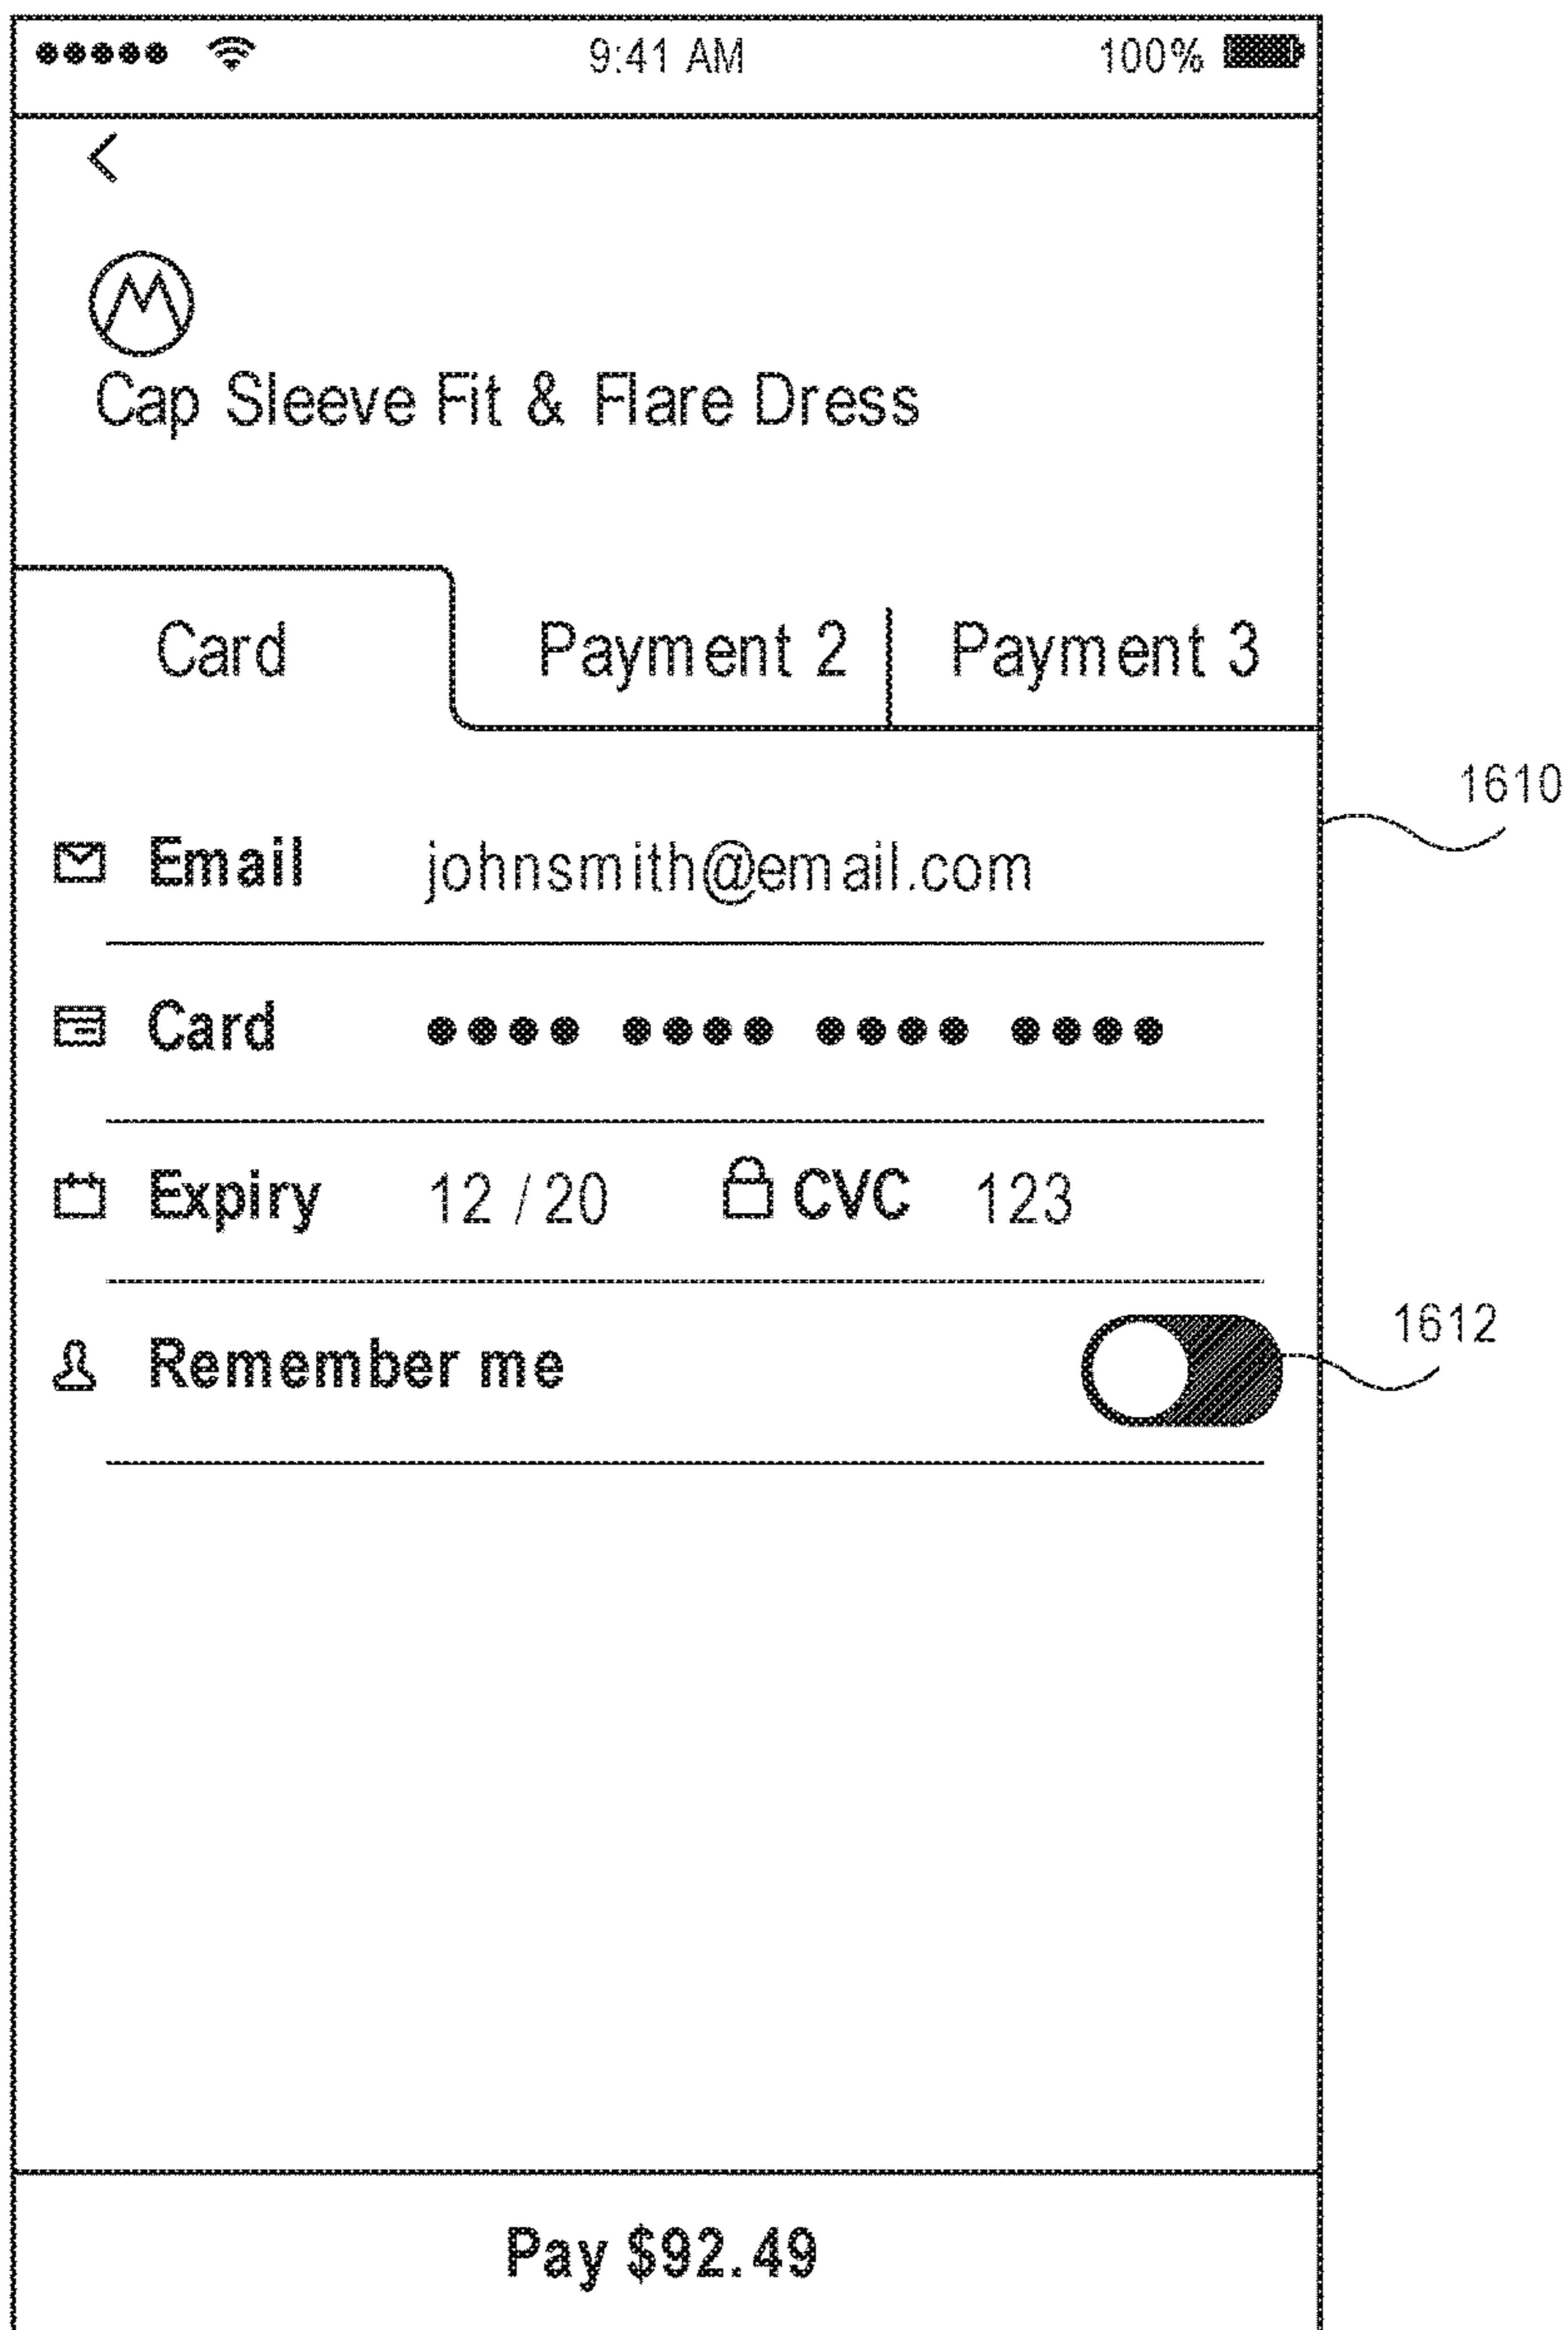 9:41 AM 100%
Cap Sleeve Fit & Flare Dress
Card Payment 2 Payment 3
1610
Email johnsmith@email.com
Card •••• •••• •••• ••••
Expiry 12 / 20 CVC 123
1612
Remember me
Pay $92.49